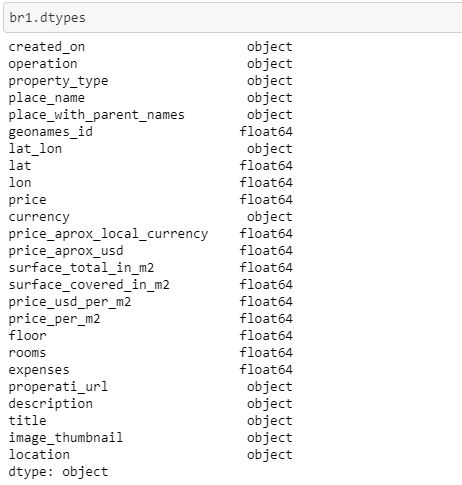 br1.dtypes
created_on object
operation object
property_type object
place_name object
place_with_parent_names object
geonames_id float64
lat_lon object
lat float64
lon float64
price float64
currency object
price_aprox_local_currency float64
price_aprox_usd float64
surface_total_in_m2 float64
surface_covered_in_m2 float64
price_usd_per_m2 float64
price_per_m2 float64
floor float64
rooms float64
expenses float64
properati_url object
description object
title object
image_thumbnail object
location object
dtype: object